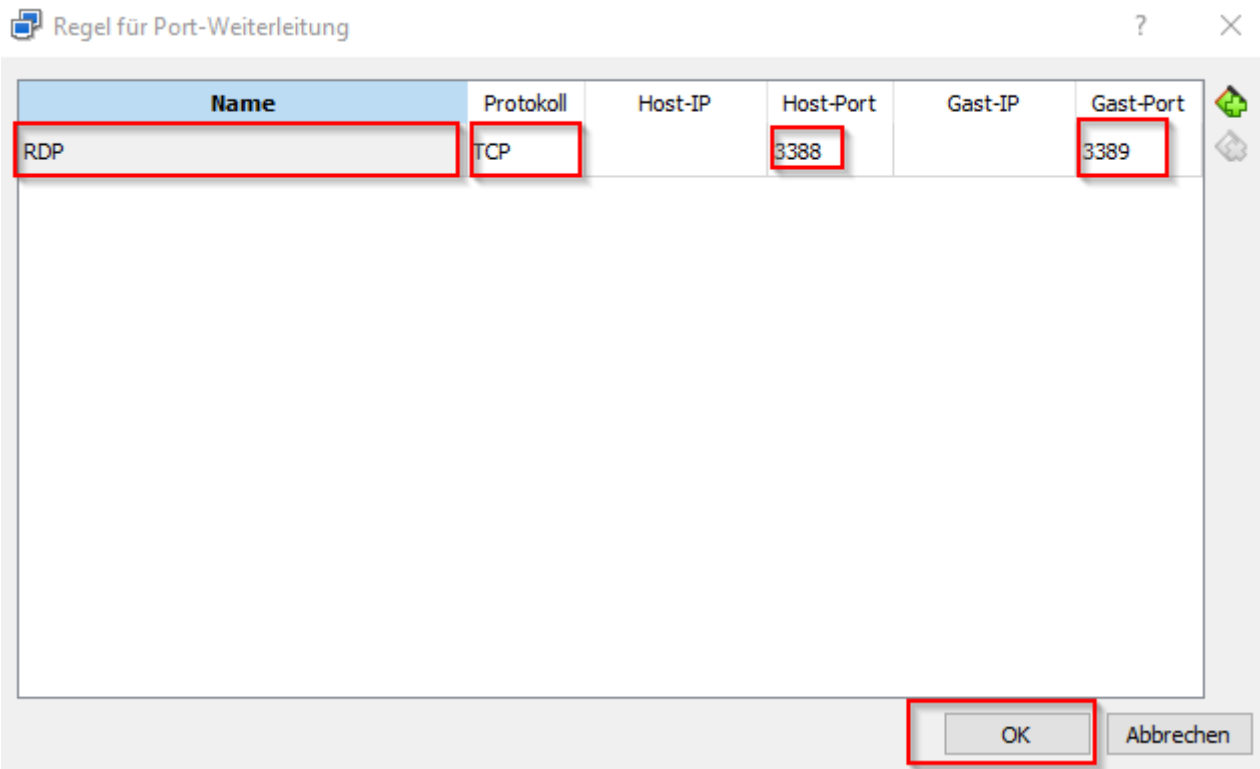 Regel für Port-Weiterleitung ?
Name Protokoll Host-IP Host-Port Gast-IP Gast-Port
RDP TCP 3388 3389
OK Abbrechen